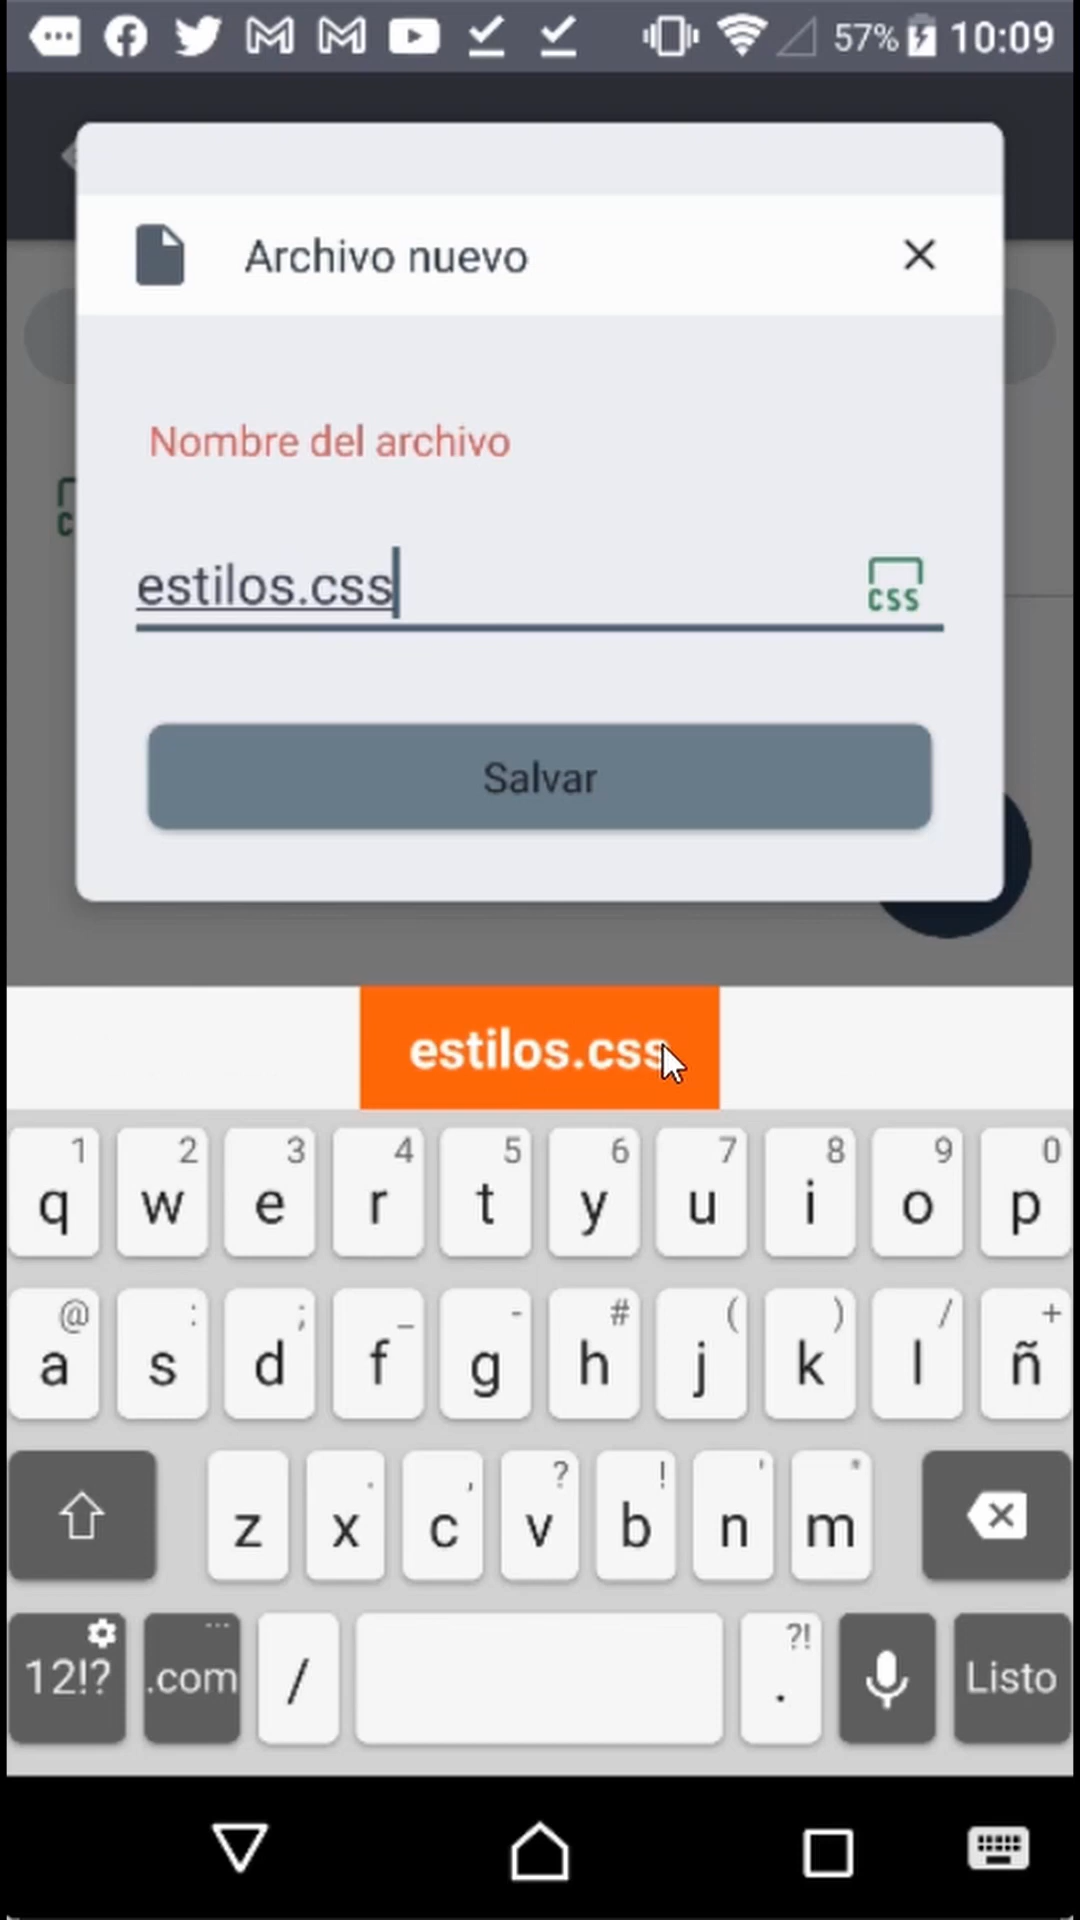 57% 10:09
Archivo nuevo
Nombre del archivo
estilos.css
CSS
Salvar
estilos.css
1 2 3 4 5 6 7 8 9 0
q w e r t y u i o p
@ : ; _ - # ( ) / +
a s d f g h j k l ñ
. , ? ! ' "
z x c v b n m
... ?!
12!? .com / . Listo